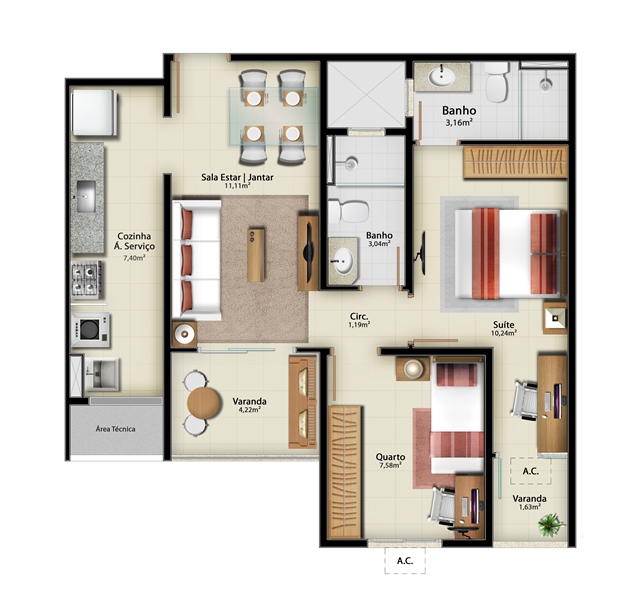 Banho
3,16m²
Sala Estar | Jantar
11,11m²
Cozinha
Á. Serviço
7,40m²
Banho
3,04m²
Circ.
1,19m²
Suíte
10,24m²
Varanda
4,22m²
Área Técnica
Quarto
7,58m²
A.C.
Varanda
1,63m²
A.C.